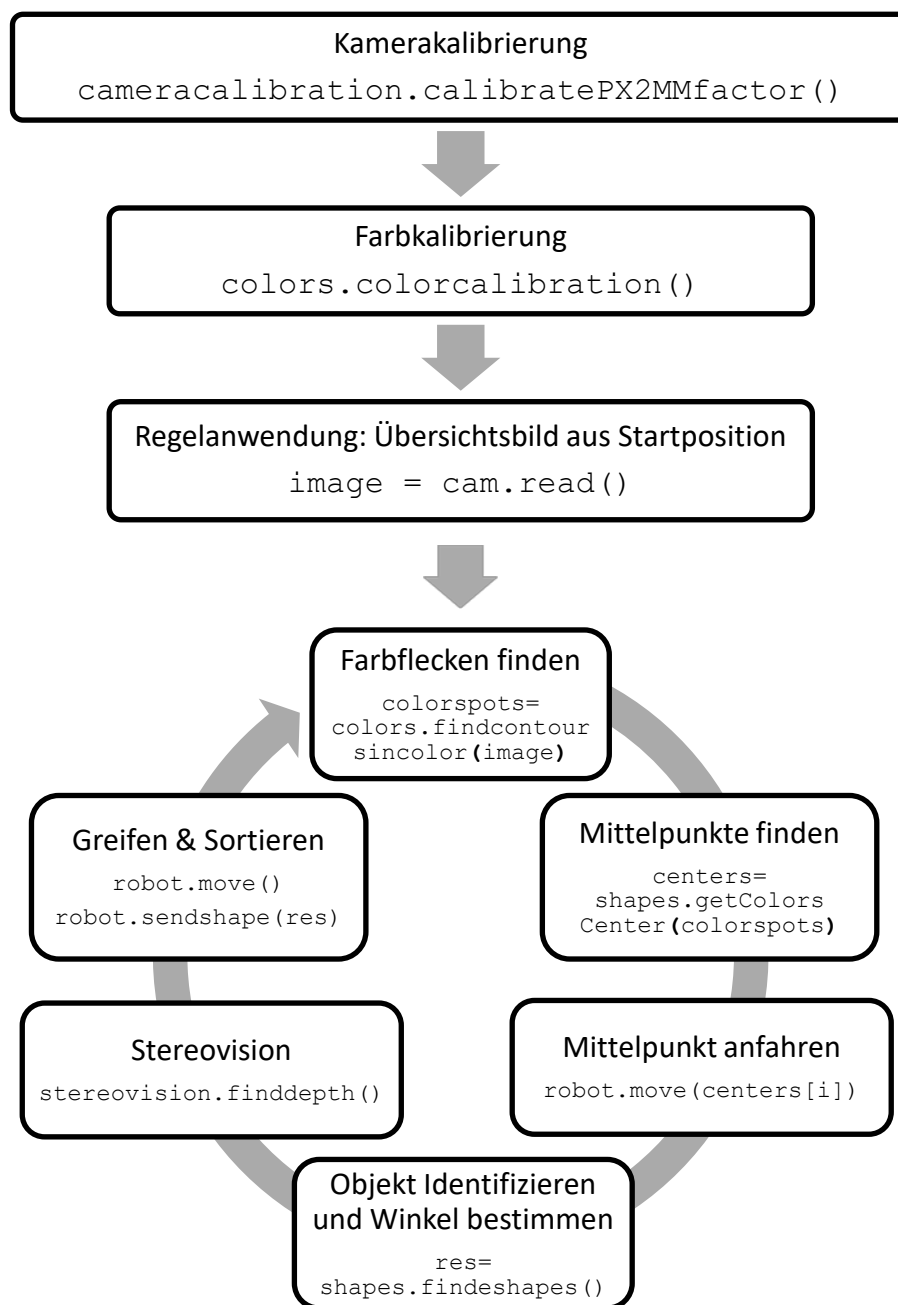 Kamerakalibrierung
cameracalibration.calibratePX2MMfactor()
Farbkalibrierung
colors.colorcalibration()
Regelanwendung: Übersichtsbild aus Startposition
image = cam.read()
Farbflecken finden
colorspots=
colors.findcontour
sincolor(image)
Mittelpunkte finden
centers=
shapes.getColors
Center(colorspots)
Mittelpunkt anfahren
robot.move(centers[i])
Objekt Identifizieren
und Winkel bestimmen
res=
shapes.findeshapes()
Stereovision
stereovision.finddepth()
Greifen & Sortieren
robot.move()
robot.sendshape(res)